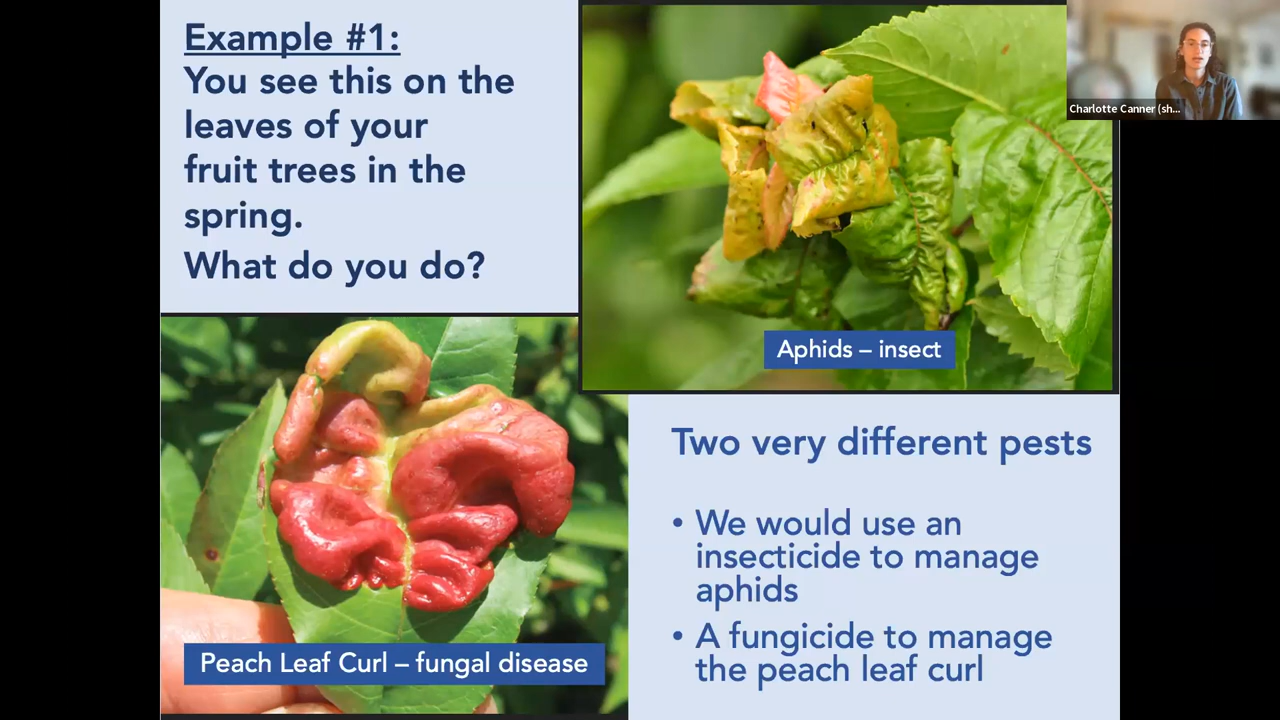 Example #1:
You see this on the
leaves of your
fruit trees in the
spring.
What do you do?
Aphids – insect
Charlotte Canner (sh...
Peach Leaf Curl – fungal disease
Two very different pests
• We would use an
insecticide to manage
aphids
• A fungicide to manage
the peach leaf curl